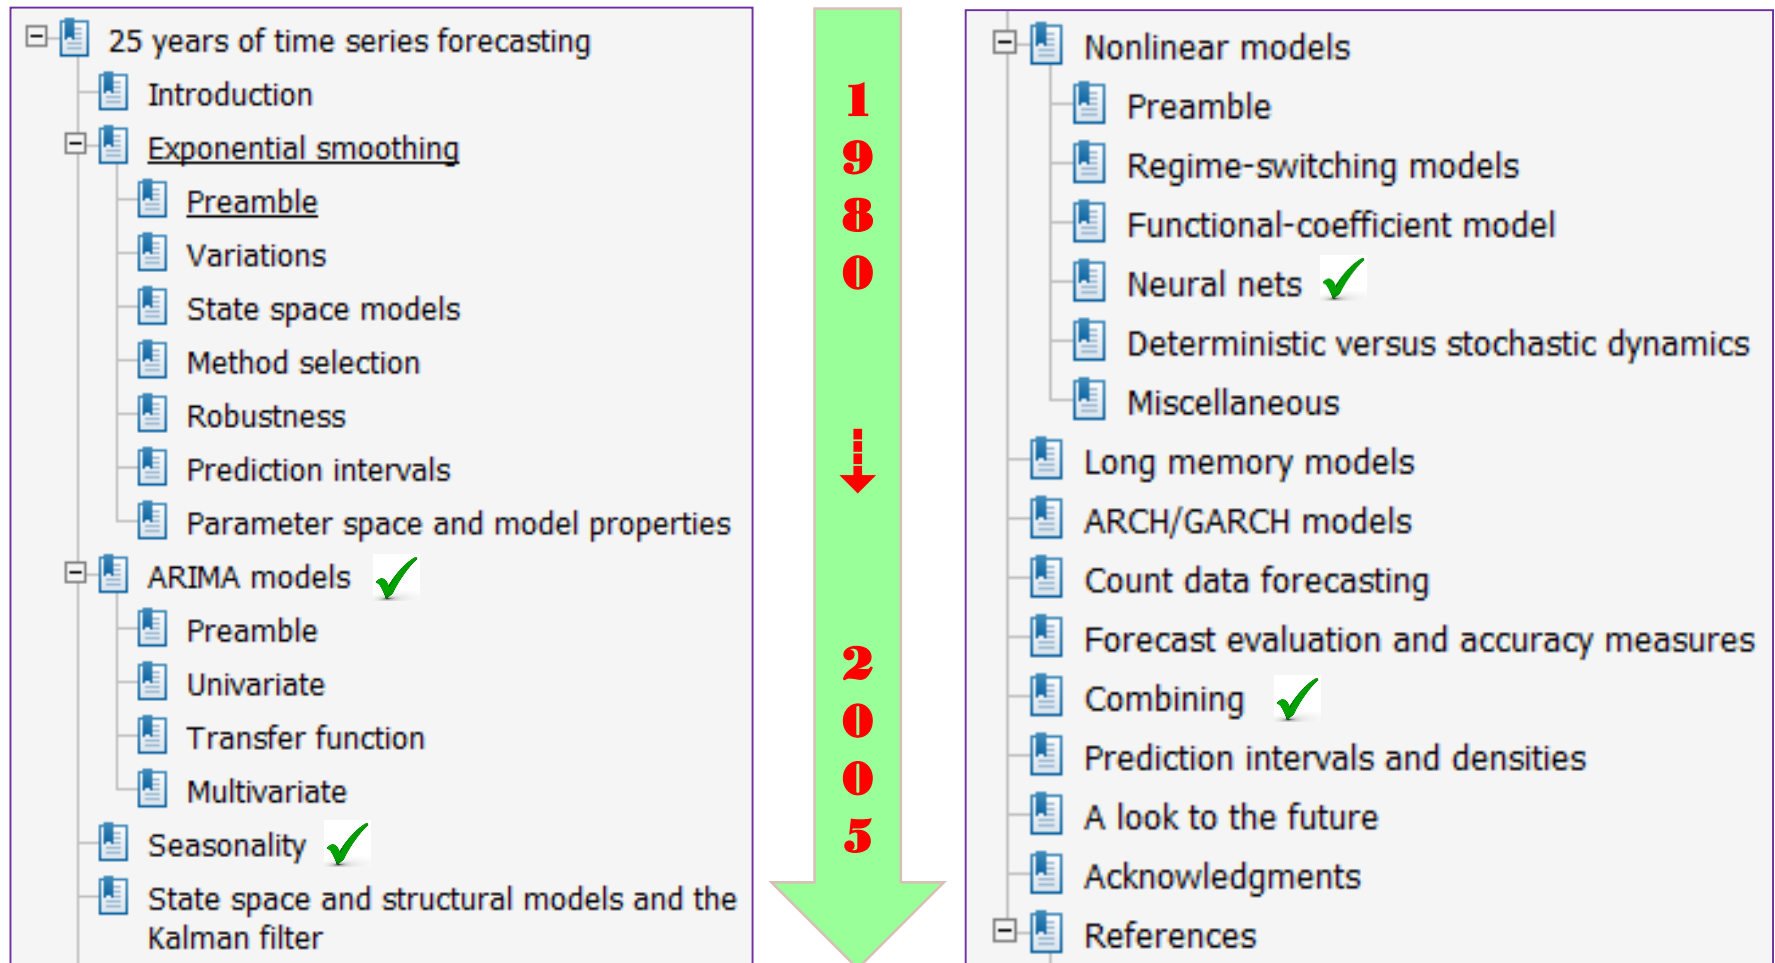 25 years of time series forecasting
Introduction
Exponential smoothing
Preamble
Variations
State space models
Method selection
Robustness
Prediction intervals
Parameter space and model properties
ARIMA models
Preamble
Univariate
Transfer function
Multivariate
Seasonality
State space and structural models and the
Kalman filter
1
9
8
0
2
0
0
5
Nonlinear models
Preamble
Regime-switching models
Functional-coefficient model
Neural nets
Deterministic versus stochastic dynamics
Miscellaneous
Long memory models
ARCH/GARCH models
Count data forecasting
Forecast evaluation and accuracy measures
Combining
Prediction intervals and densities
A look to the future
Acknowledgments
References